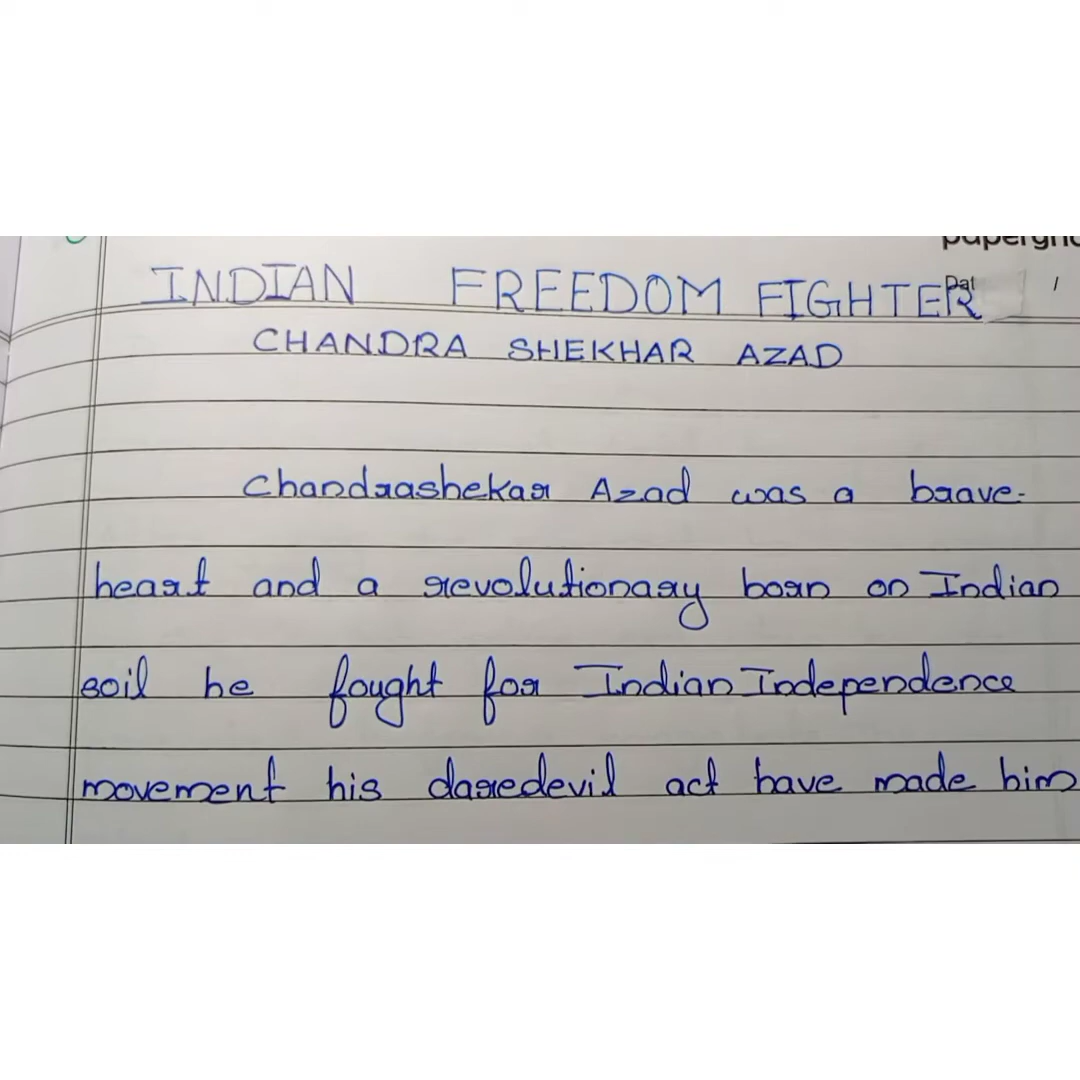 INDIAN FREEDOM FIGHTER
CHANDRA SHEKHAR AZAD
Chandrashekar Azad was a brave-
heart and a revolutionary born on Indian
soil he fought for Indian Independence
movement his daredevil act have made him